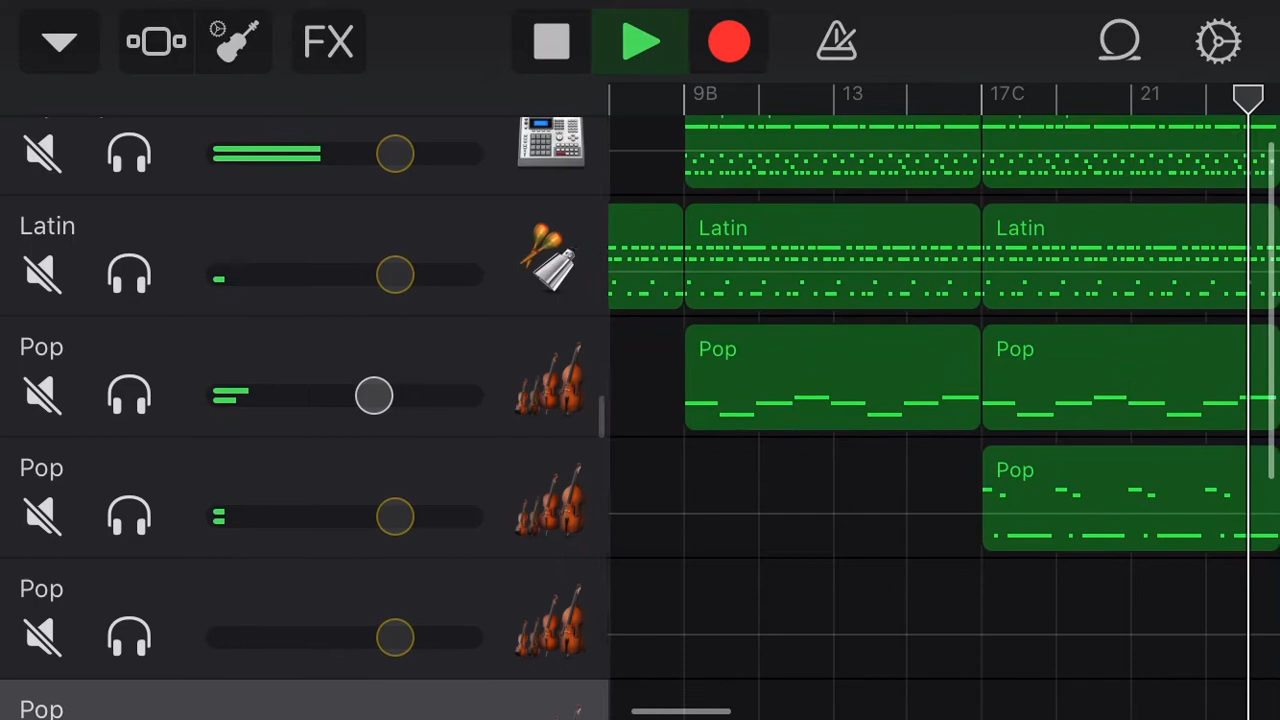 FX
9B 13 17C 21
Latin Latin Latin
Pop Pop Pop
Pop Pop
Pop
Pop